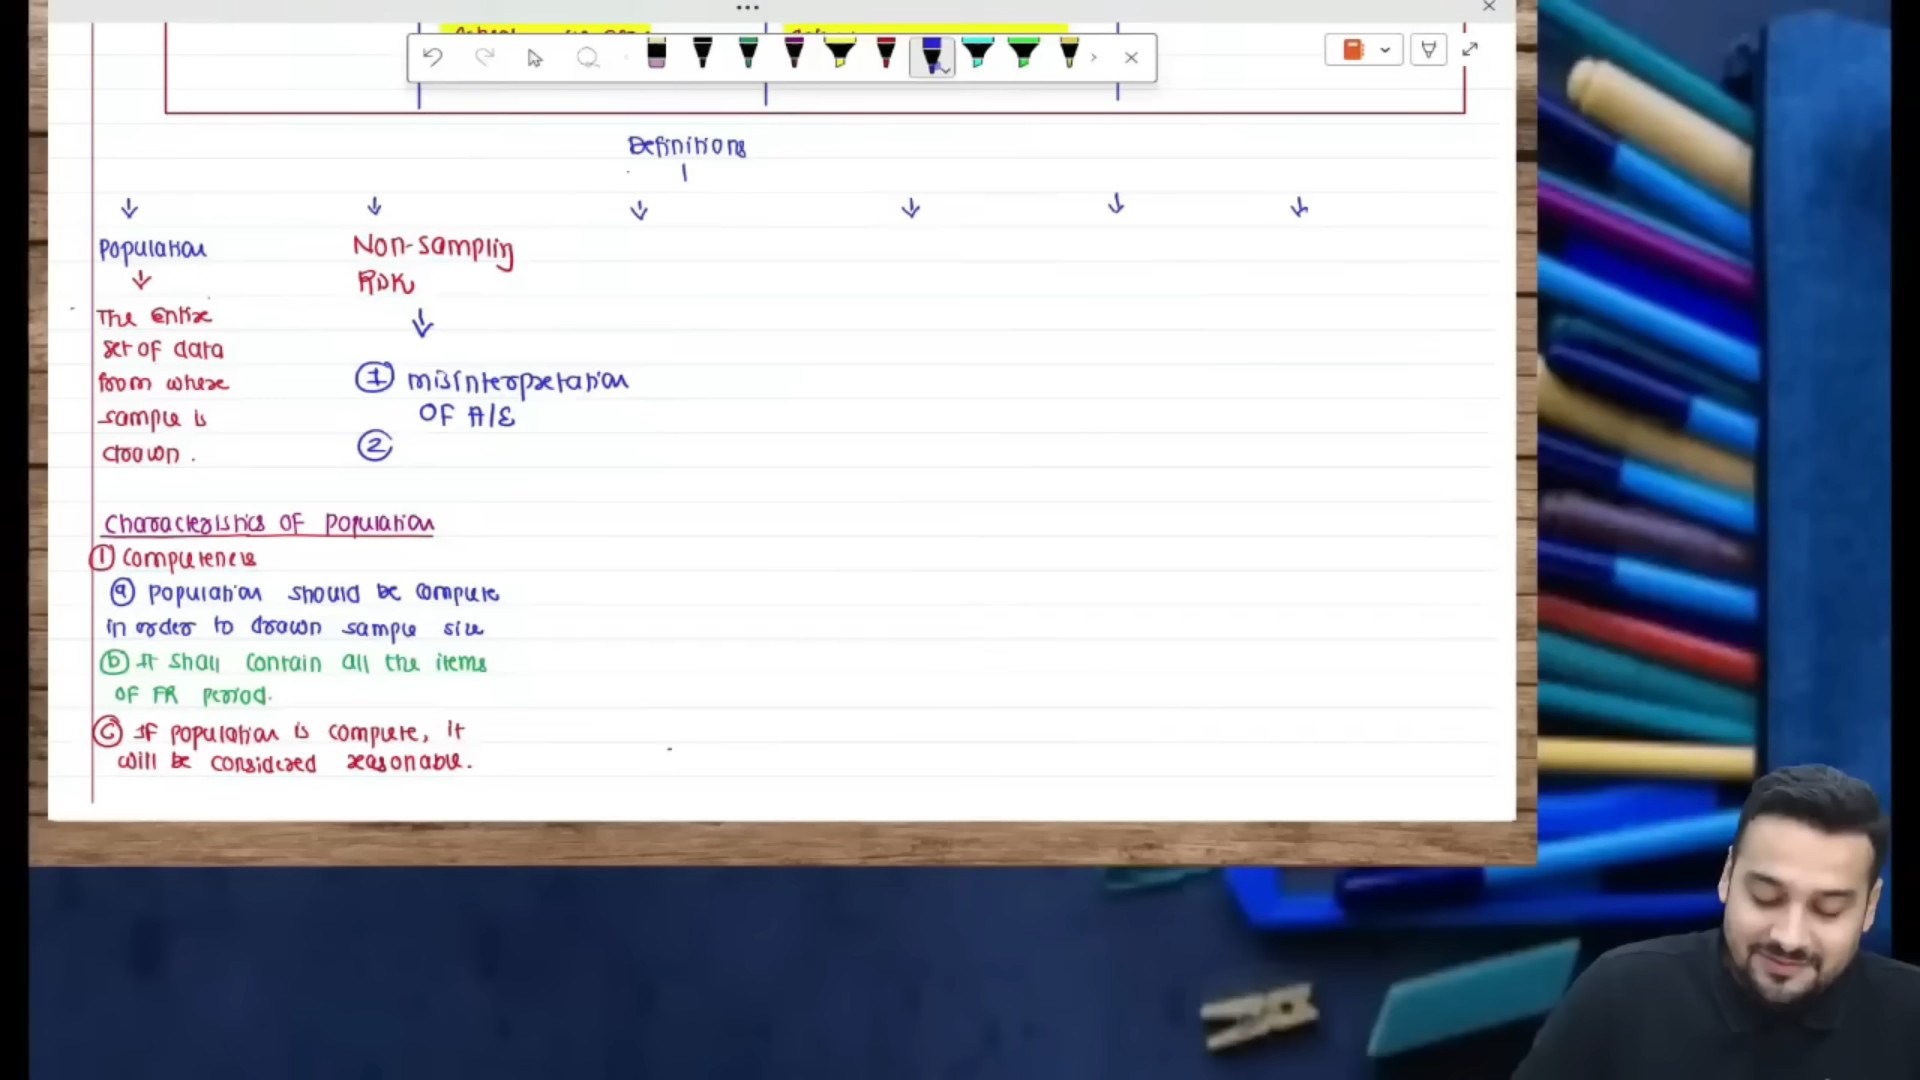 Definitions
Population
The Entire
set of data
from where
sample is
drawn.
Non-sampling
Risk
① misinterpretation
OF A/E
②
Characteristics OF Population
① Completeness
ⓐ Population should be complete
in order to drawn sample size
ⓑ It shall contain all the items
OF FR period.
ⓒ If population is complete, it
will be considered reasonable.